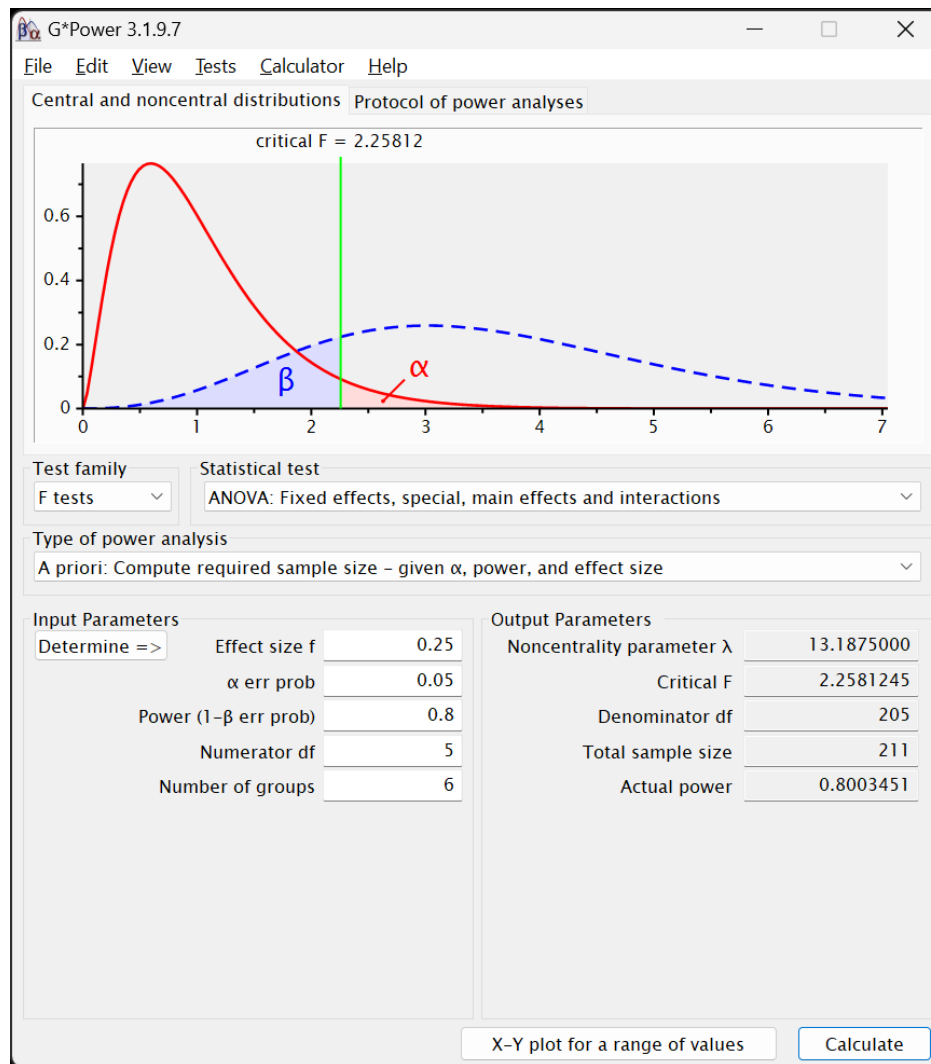 G*Power 3.1.9.7
File Edit View Tests Calculator Help
Central and noncentral distributions Protocol of power analyses
critical F = 2.25812
0.6
0.4
0.2
0
β
α
0 1 2 3 4 5 6 7
Test family Statistical test
F tests ANOVA: Fixed effects, special, main effects and interactions
Type of power analysis
A priori: Compute required sample size – given α, power, and effect size
Input Parameters Output Parameters
Determine => Effect size f 0.25 Noncentrality parameter λ 13.1875000
α err prob 0.05 Critical F 2.2581245
Power (1-β err prob) 0.8 Denominator df 205
Numerator df 5 Total sample size 211
Number of groups 6 Actual power 0.8003451
X-Y plot for a range of values Calculate